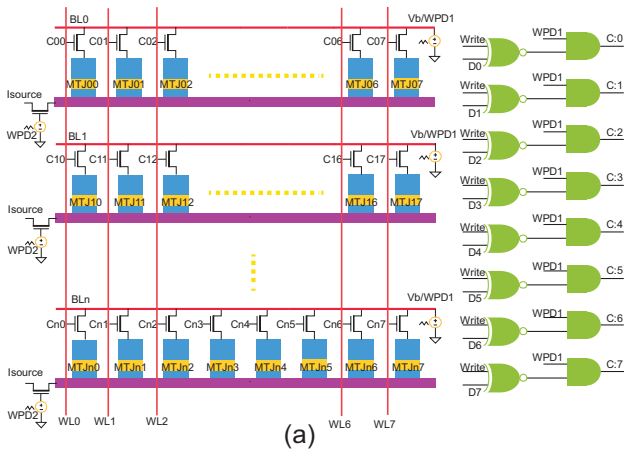 BL0
Vb/WPD1
C00 C01 C02 C06 C07
MTJ00 MTJ01 MTJ02 MTJ06 MTJ07
Isource
WPD2
BL1
Vb/WPD1
C10 C11 C12 C16 C17
MTJ10 MTJ11 MTJ12 MTJ16 MTJ17
Isource
WPD2
BLn
Vb/WPD1
Cn0 Cn1 Cn2 Cn3 Cn4 Cn5 Cn6 Cn7
MTJn0 MTJn1 MTJn2 MTJn3 MTJn4 MTJn5 MTJn6 MTJn7
Isource
WPD2
WL0 WL1 WL2 WL6 WL7
Write WPD1 C:0
D0
Write WPD1 C:1
D1
Write WPD1 C:2
D2
Write WPD1 C:3
D3
Write WPD1 C:4
D4
Write WPD1 C:5
D5
Write WPD1 C:6
D6
Write WPD1 C:7
D7
(a)